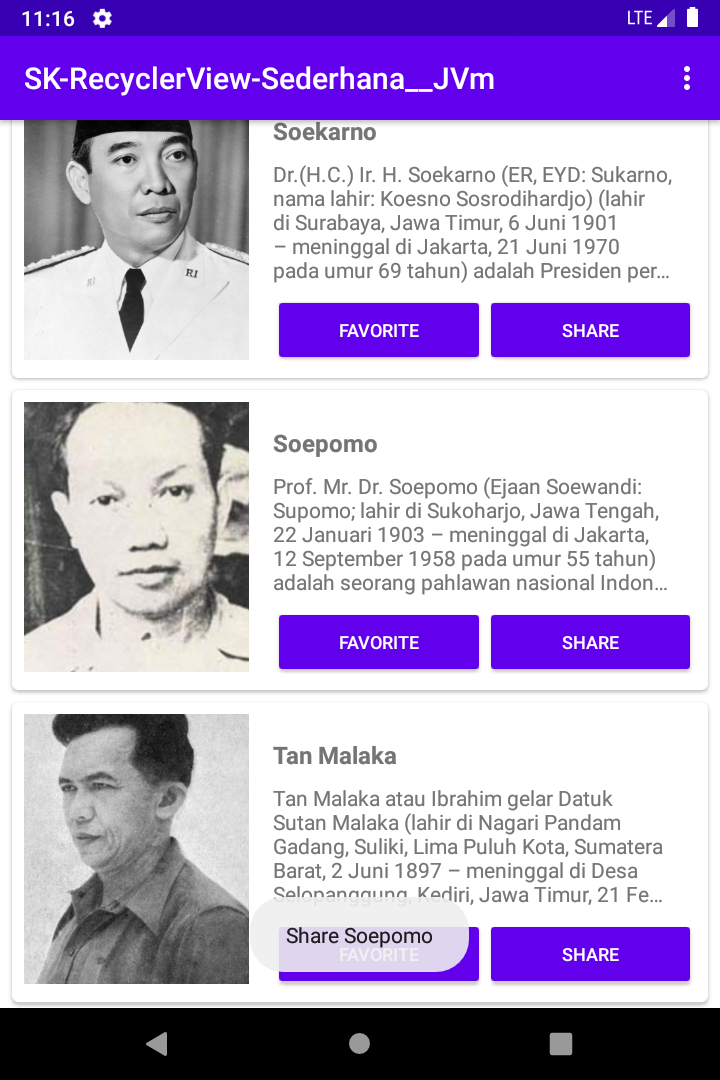 11:16
LTE
SK-RecyclerView-Sederhana__JVm
Soekarno
Dr.(H.C.) Ir. H. Soekarno (ER, EYD: Sukarno,
nama lahir: Koesno Sosrodihardjo) (lahir
di Surabaya, Jawa Timur, 6 Juni 1901
– meninggal di Jakarta, 21 Juni 1970
pada umur 69 tahun) adalah Presiden per…
RI
RI
FAVORITE
SHARE
Soepomo
Prof. Mr. Dr. Soepomo (Ejaan Soewandi:
Supomo; lahir di Sukoharjo, Jawa Tengah,
22 Januari 1903 – meninggal di Jakarta,
12 September 1958 pada umur 55 tahun)
adalah seorang pahlawan nasional Indon…
FAVORITE
SHARE
Tan Malaka
Tan Malaka atau Ibrahim gelar Datuk
Sutan Malaka (lahir di Nagari Pandam
Gadang, Suliki, Lima Puluh Kota, Sumatera
Barat, 2 Juni 1897 – meninggal di Desa
Selopanggung, Kediri, Jawa Timur, 21 Fe…
Share Soepomo
FAVORITE
SHARE